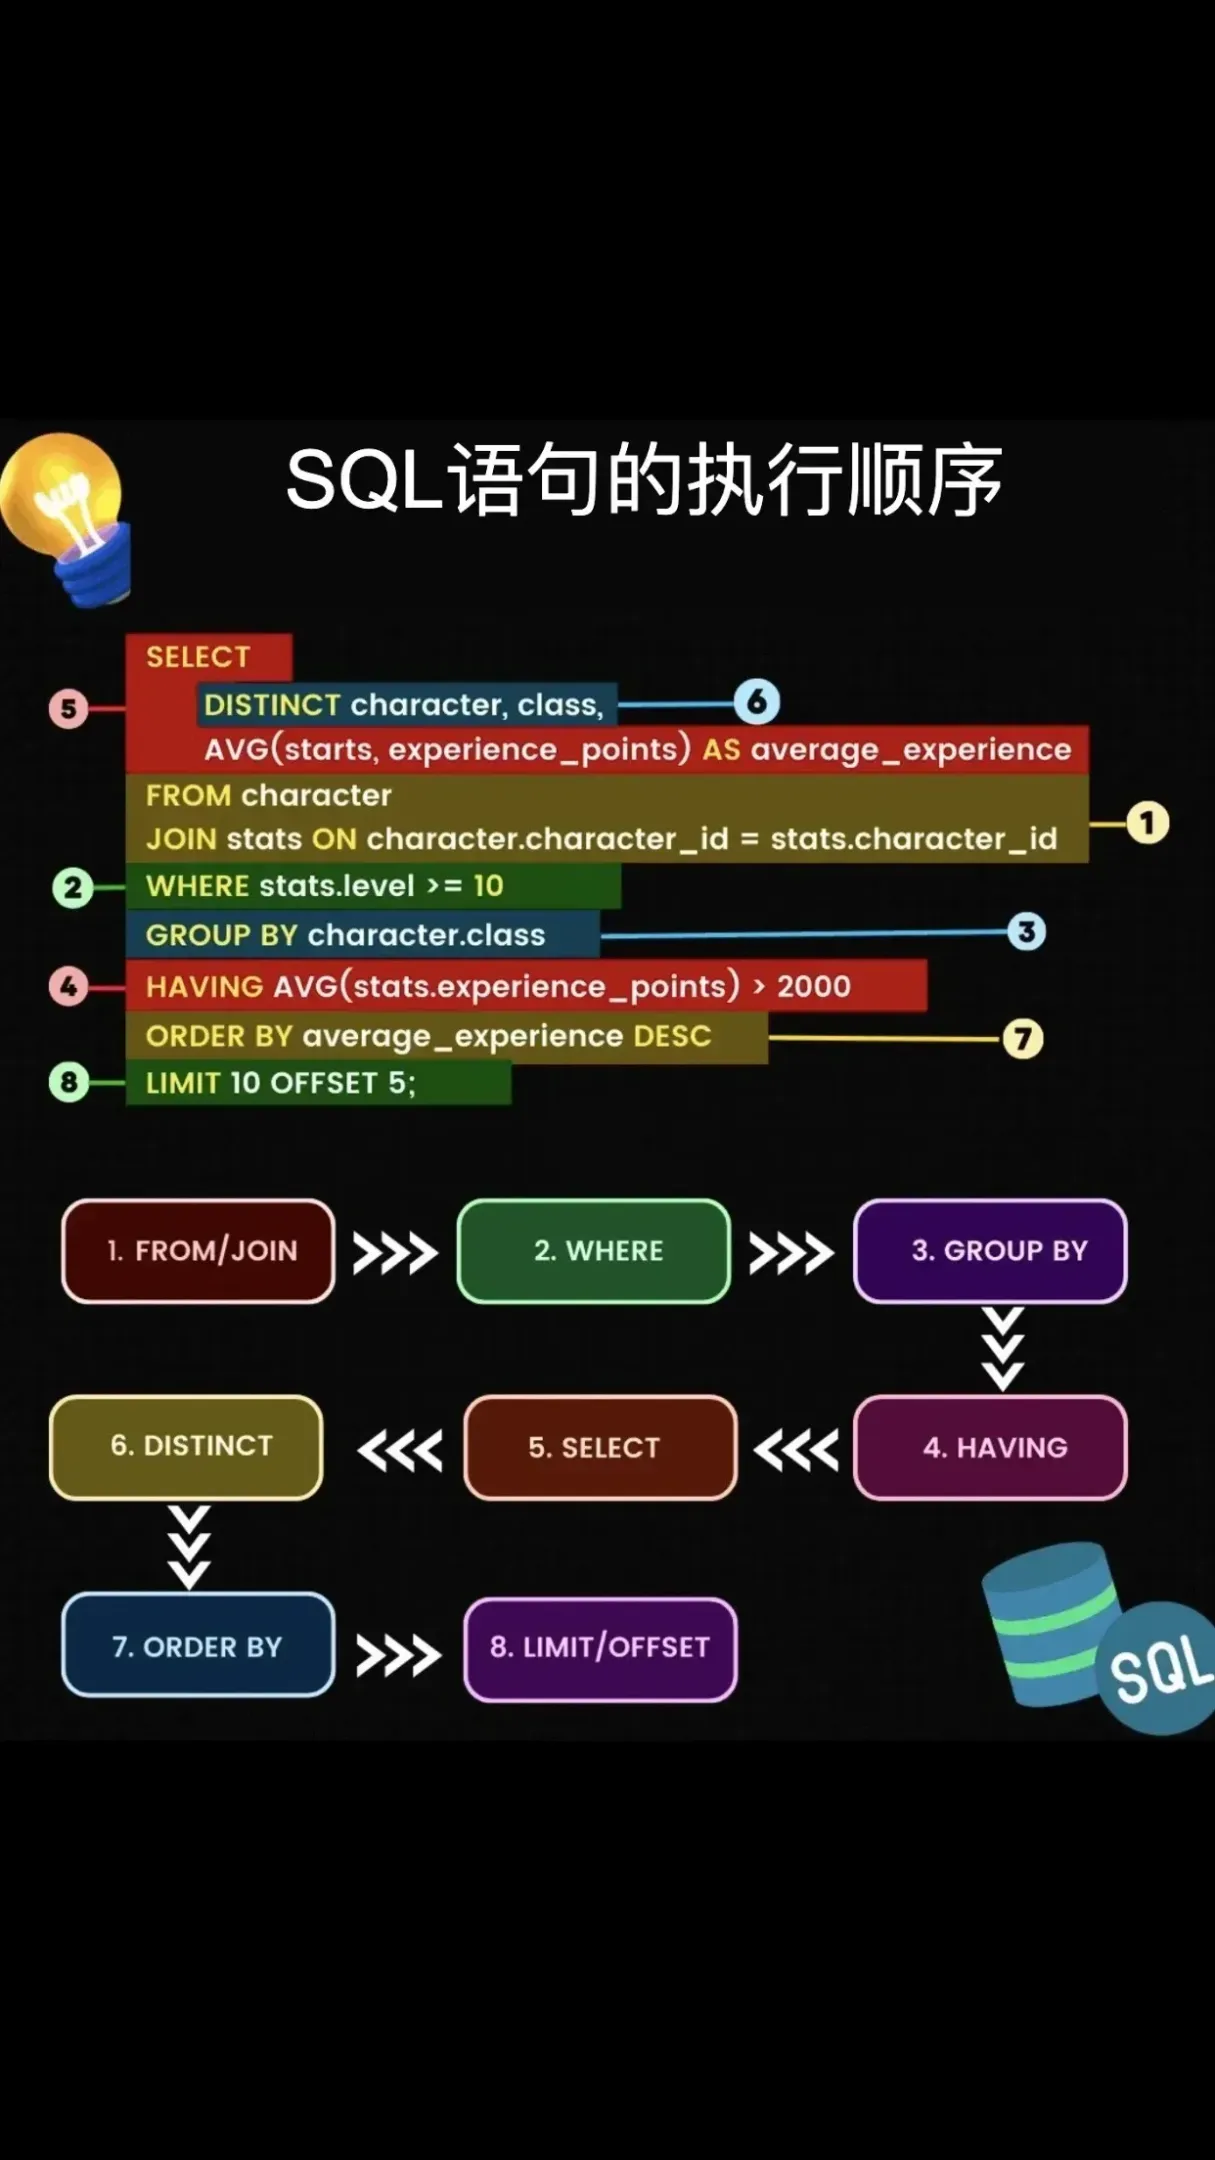 SQL语句的执行顺序
SELECT
5
DISTINCT character, class,
6
AVG(starts, experience_points) AS average_experience
FROM character
JOIN stats ON character.character_id = stats.character_id
1
2
WHERE stats.level >= 10
GROUP BY character.class
3
4
HAVING AVG(stats.experience_points) > 2000
ORDER BY average_experience DESC
7
8
LIMIT 10 OFFSET 5;
1. FROM/JOIN
2. WHERE
3. GROUP BY
6. DISTINCT
5. SELECT
4. HAVING
7. ORDER BY
8. LIMIT/OFFSET
SQL